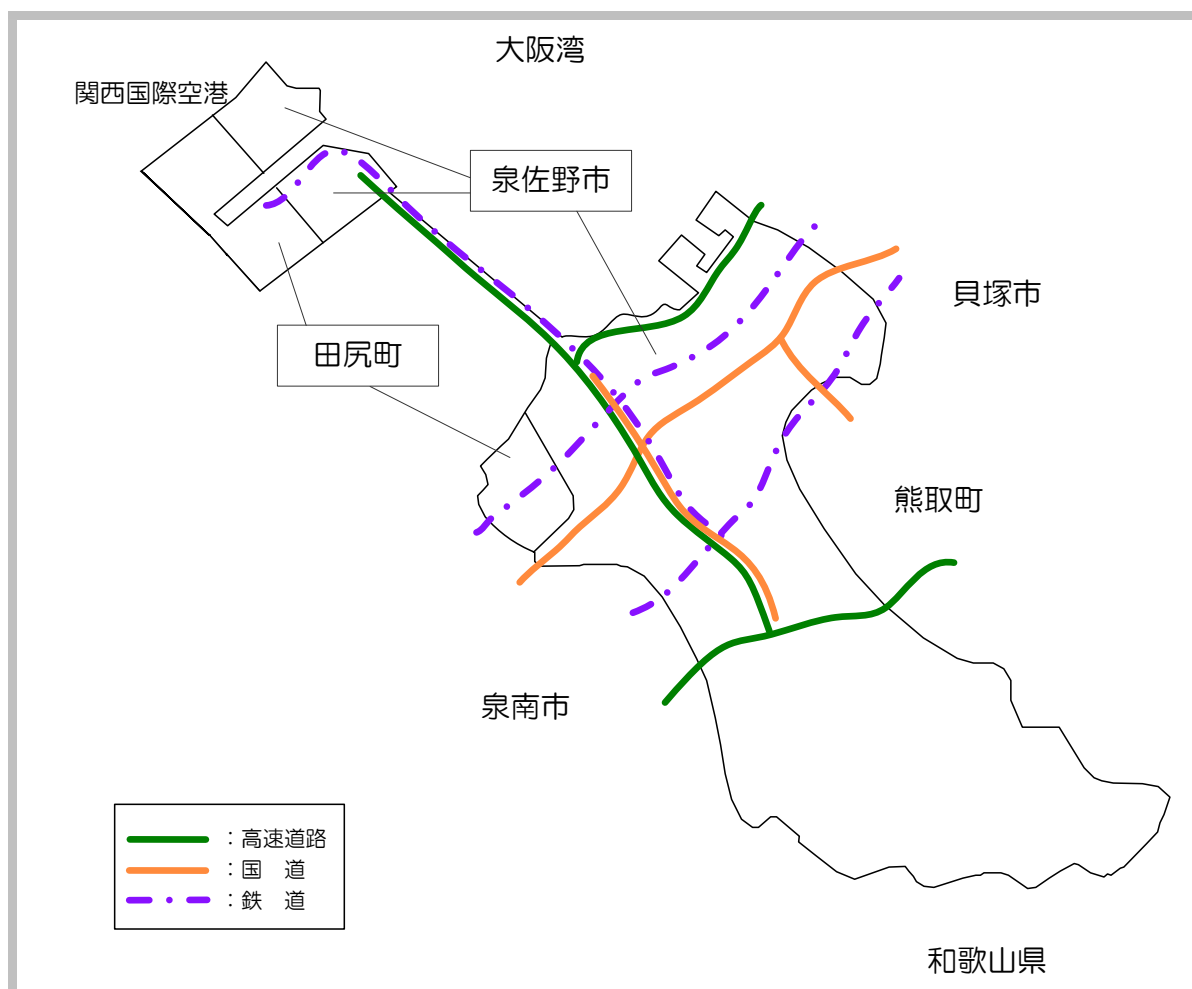 大阪湾
関西国際空港
泉佐野市
貝塚市
田尻町
熊取町
泉南市
：高速道路
：国　道
：鉄　道
和歌山県